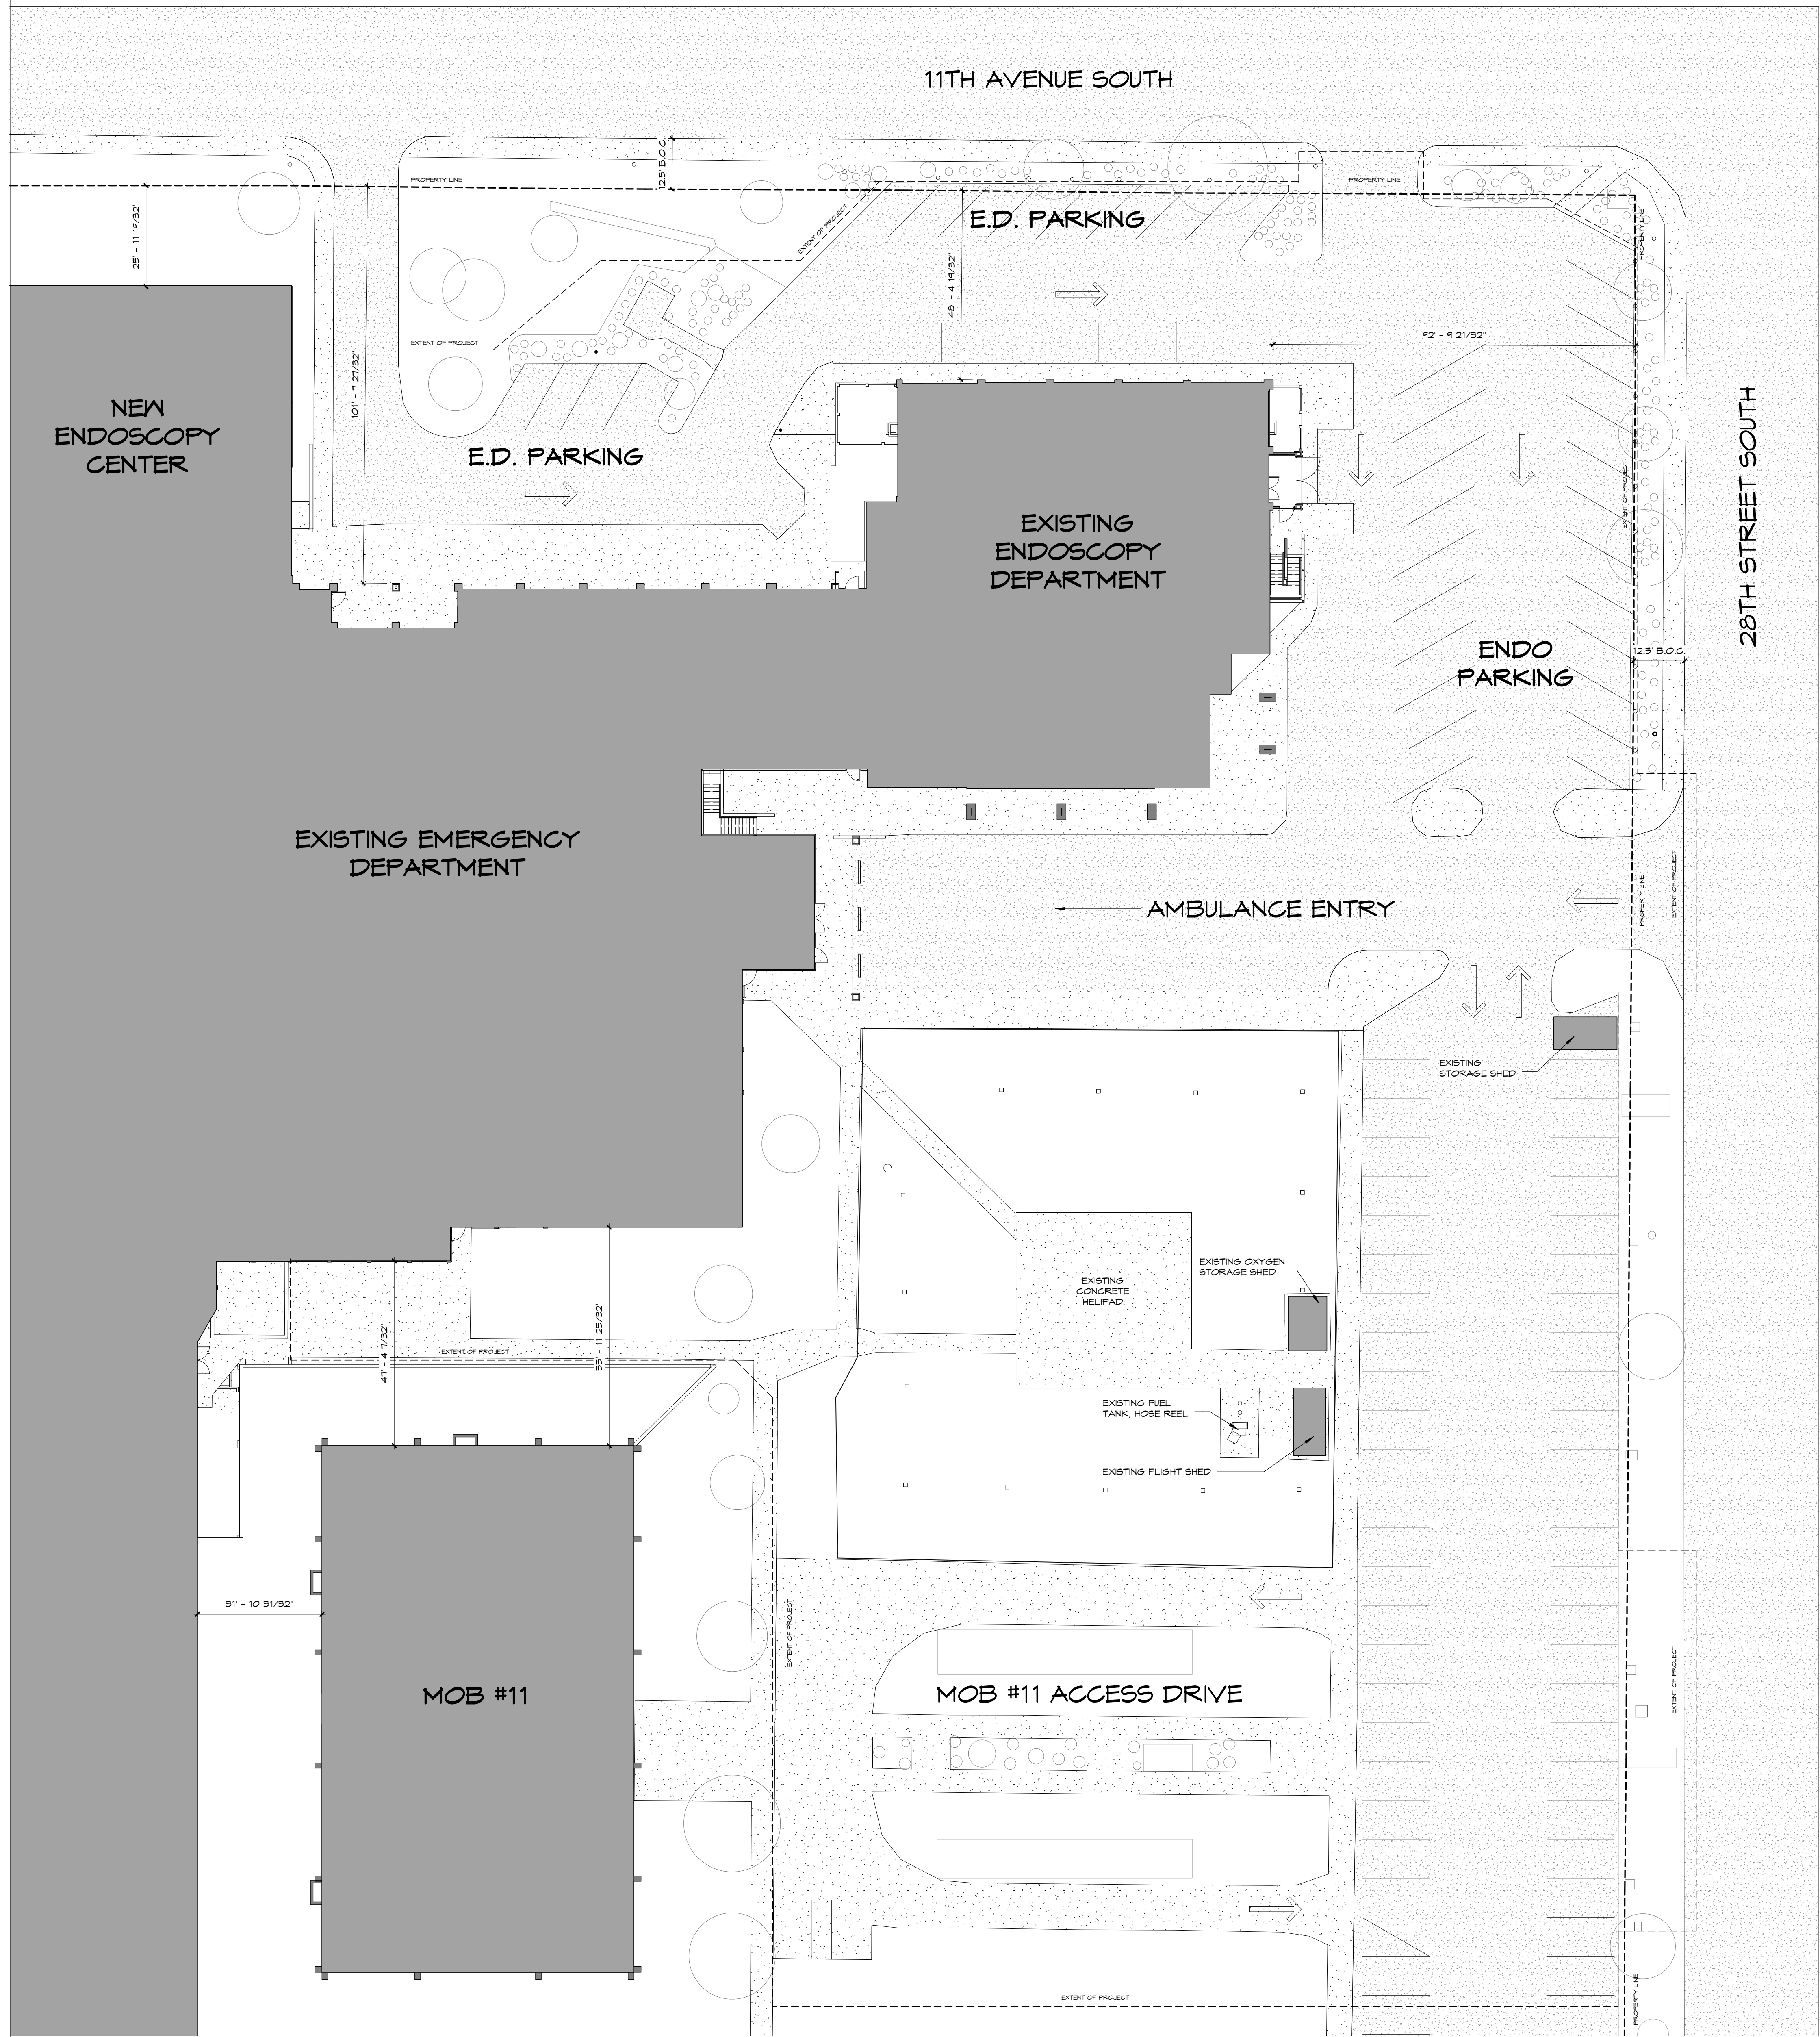 11TH AVENUE SOUTH
12.5' B.O.C.
PROPERTY LINE
PROPERTY LINE
25' - 11 19/32"
E.D. PARKING
EXTENT OF PROJECT
PROPERTY LINE
48' - 4 19/32"
EXTENT OF PROJECT
92' - 9 21/32"
101' - 7 27/32"
NEW
ENDOSCOPY
CENTER
E.D. PARKING
28TH STREET SOUTH
EXTENT OF PROJECT
EXISTING
ENDOSCOPY
DEPARTMENT
ENDO
PARKING
12.5' B.O.C.
EXISTING EMERGENCY
DEPARTMENT
AMBULANCE ENTRY
PROPERTY LINE
EXTENT OF PROJECT
EXISTING
STORAGE SHED
EXISTING OXYGEN
STORAGE SHED
EXISTING
CONCRETE
HELIPAD
47' - 4 7/32"
55' - 11 25/32"
EXTENT OF PROJECT
EXISTING FUEL
TANK, HOSE REEL
EXISTING FLIGHT SHED
31' - 10 31/32"
EXTENT OF PROJECT
MOB #11
MOB #11 ACCESS DRIVE
EXTENT OF PROJECT
EXTENT OF PROJECT
PROPERTY LINE